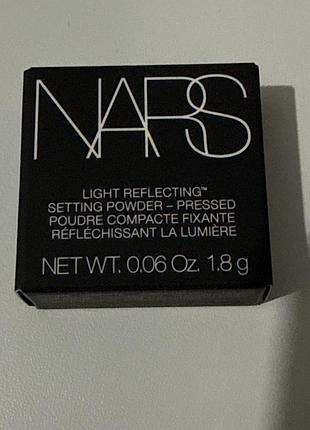 NARS
LIGHT REFLECTING™
SETTING POWDER – PRESSED
POUDRE COMPACTE FIXANTE
RÉFLÉCHISSANT LA LUMIÈRE
NET WT. 0.06 Oz. 1.8 g